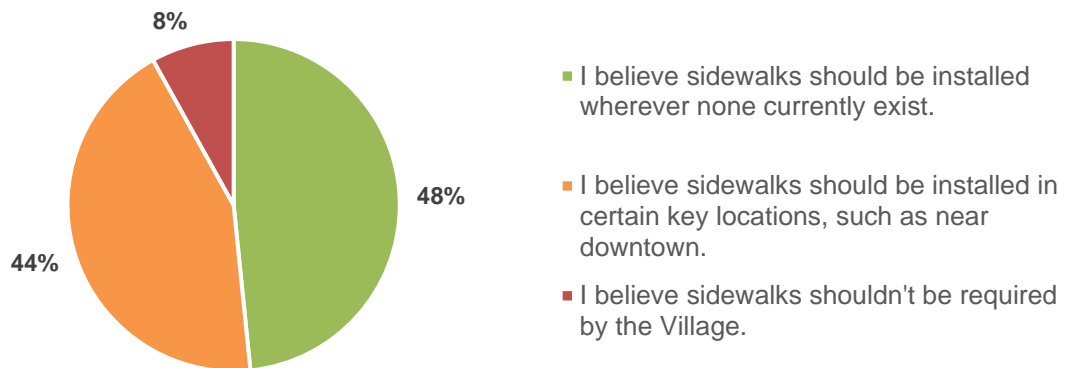 8%
48%
44%
I believe sidewalks should be installed
wherever none currently exist.
I believe sidewalks should be installed in
certain key locations, such as near
downtown.
I believe sidewalks shouldn't be required
by the Village.